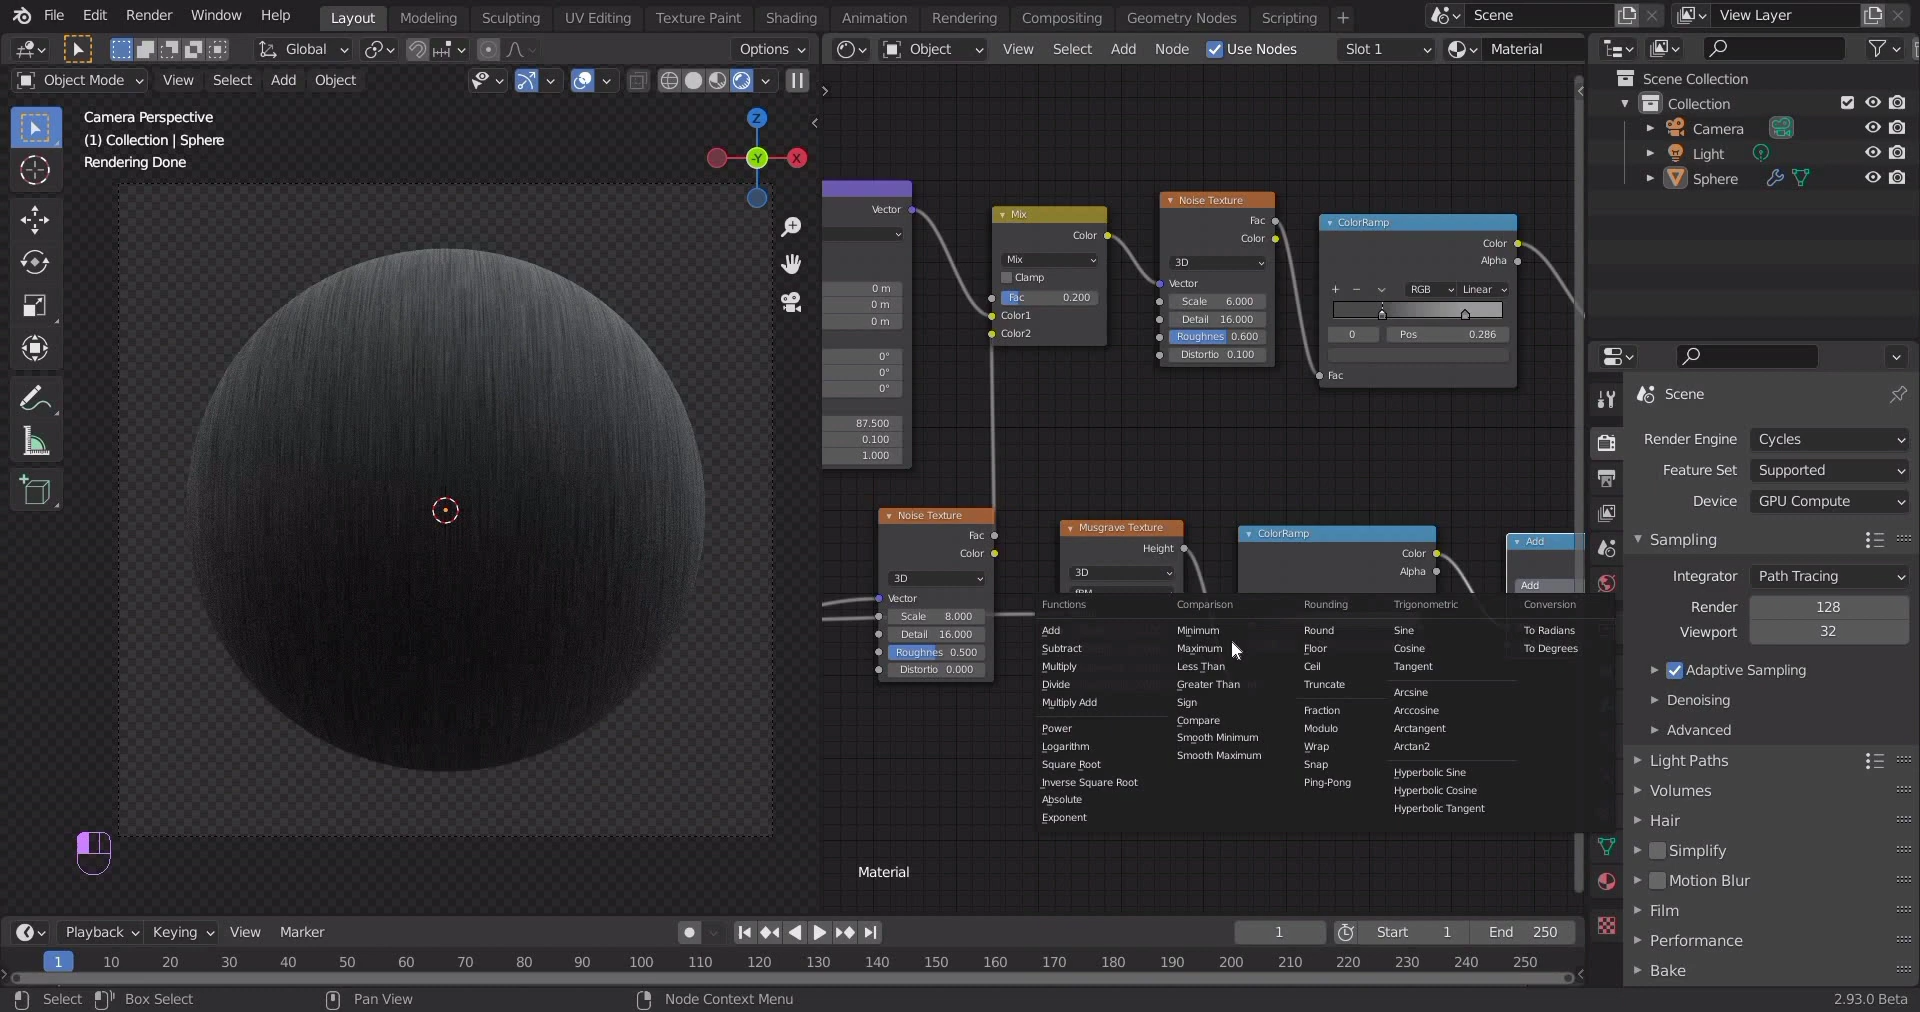 File Edit Render Window Help Layout Modeling Sculpting UV Editing Texture Paint Shading Animation Rendering Compositing Geometry Nodes Scripting + Scene View Layer
Global Options Object View Select Add Node Use Nodes Slot 1 Material
Object Mode View Select Add Object
Camera Perspective
(1) Collection | Sphere
Rendering Done
Z
-Y
X
Vector
0 m
0 m
0 m
0°
0°
0°
87.500
0.100
1.000
Mix
Color
Mix
Clamp
Fac 0.200
Color1
Color2
Noise Texture
Fac
Color
3D
Vector
Scale 6.000
Detail 16.000
Roughnes 0.600
Distortio 0.100
ColorRamp
Color
Alpha
+ − RGB Linear
0 Pos 0.286
Fac
Noise Texture
Fac
Color
3D
Vector
Scale 8.000
Detail 16.000
Roughnes 0.500
Distortio 0.000
Musgrave Texture
Height
3D
ColorRamp
Color
Alpha
Add
Add
Functions
Add
Subtract
Multiply
Divide
Multiply Add
Power
Logarithm
Square Root
Inverse Square Root
Absolute
Exponent
Comparison
Minimum
Maximum
Less Than
Greater Than
Sign
Compare
Smooth Minimum
Smooth Maximum
Rounding
Round
Floor
Ceil
Truncate
Fraction
Modulo
Wrap
Snap
Ping-Pong
Trigonometric
Sine
Cosine
Tangent
Arcsine
Arccosine
Arctangent
Arctan2
Hyperbolic Sine
Hyperbolic Cosine
Hyperbolic Tangent
Conversion
To Radians
To Degrees
Material
Scene Collection
Collection
Camera
Light
Sphere
Scene
Render Engine Cycles
Feature Set Supported
Device GPU Compute
Sampling
Integrator Path Tracing
Render 128
Viewport 32
Adaptive Sampling
Denoising
Advanced
Light Paths
Volumes
Hair
Simplify
Motion Blur
Film
Performance
Bake
Playback Keying View Marker 1 Start 1 End 250
1 10 20 30 40 50 60 70 80 90 100 110 120 130 140 150 160 170 180 190 200 210 220 230 240 250
Select Box Select Pan View Node Context Menu 2.93.0 Beta